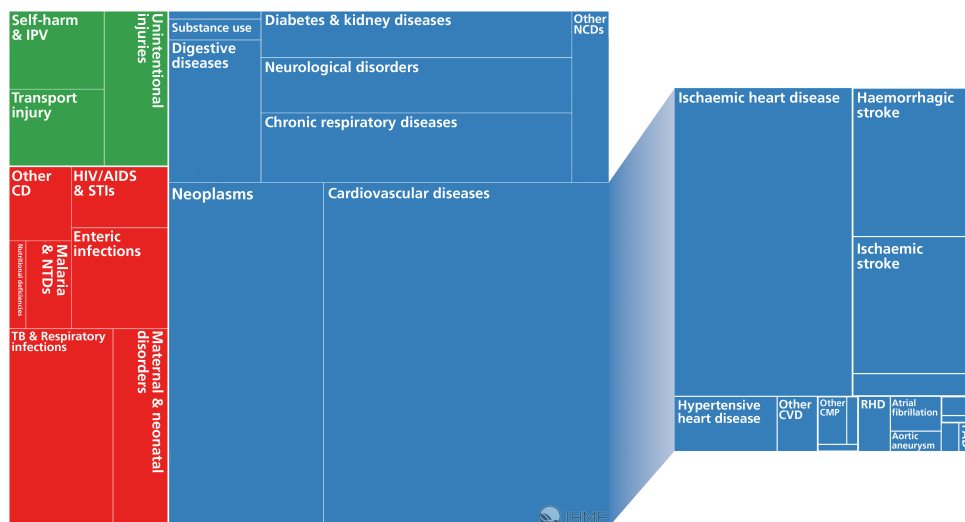 Self-harm
& IPV
Unintentional
injuries
Transport
injury
Substance use
Digestive
diseases
Diabetes & kidney diseases
Other
NCDs
Neurological disorders
Chronic respiratory diseases
Other
CD
HIV/AIDS
& STIs
Enteric
infections
Nutritional deficiencies
Malaria
& NTDs
TB & Respiratory
infections
Maternal & neonatal
disorders
Neoplasms
Cardiovascular diseases
IHME
Ischaemic heart disease
Haemorrhagic
stroke
Ischaemic
stroke
Hypertensive
heart disease
Other
CVD
Other
CMP
RHD
Atrial
fibrillation
Aortic
aneurysm